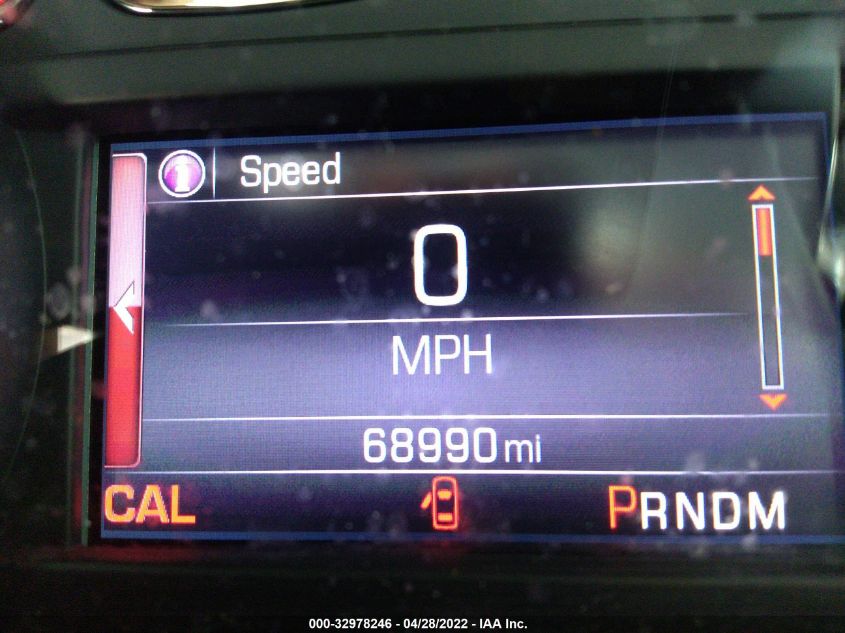 Speed
0
MPH
68990 mi
CAL
PRNDM
000-32978246 - 04/28/2022 - IAA Inc.